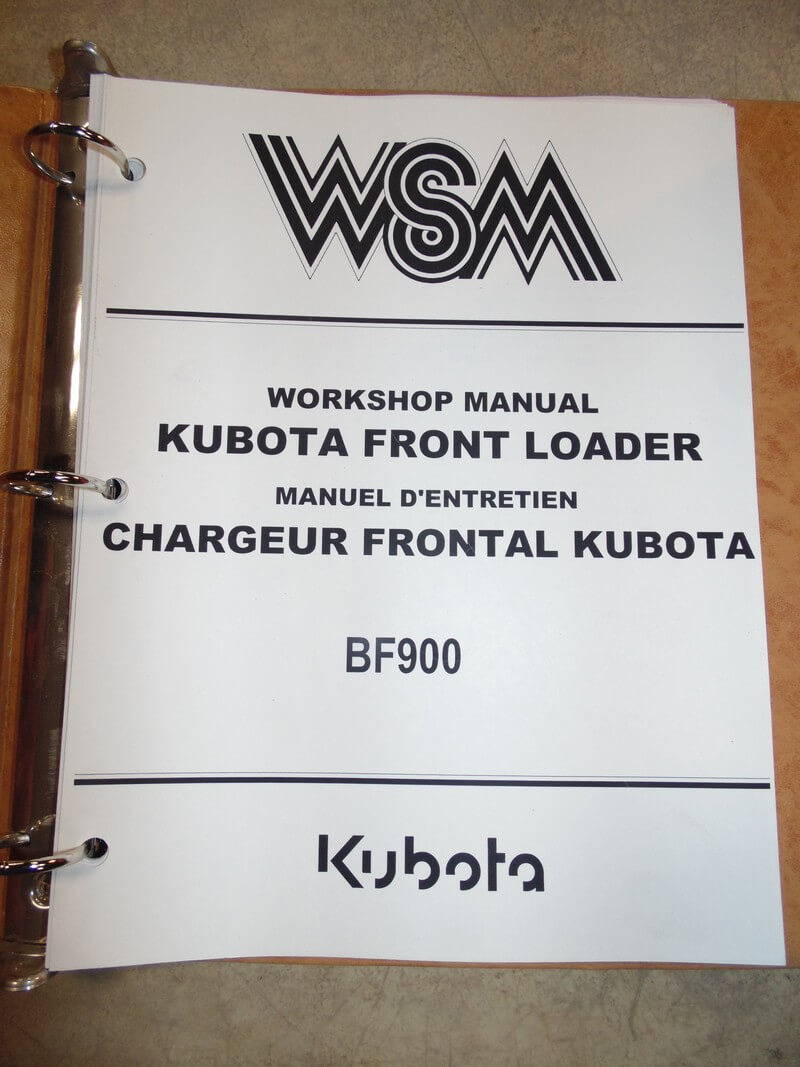 WSM
WORKSHOP MANUAL
KUBOTA FRONT LOADER
MANUEL D'ENTRETIEN
CHARGEUR FRONTAL KUBOTA
BF900
Kubota